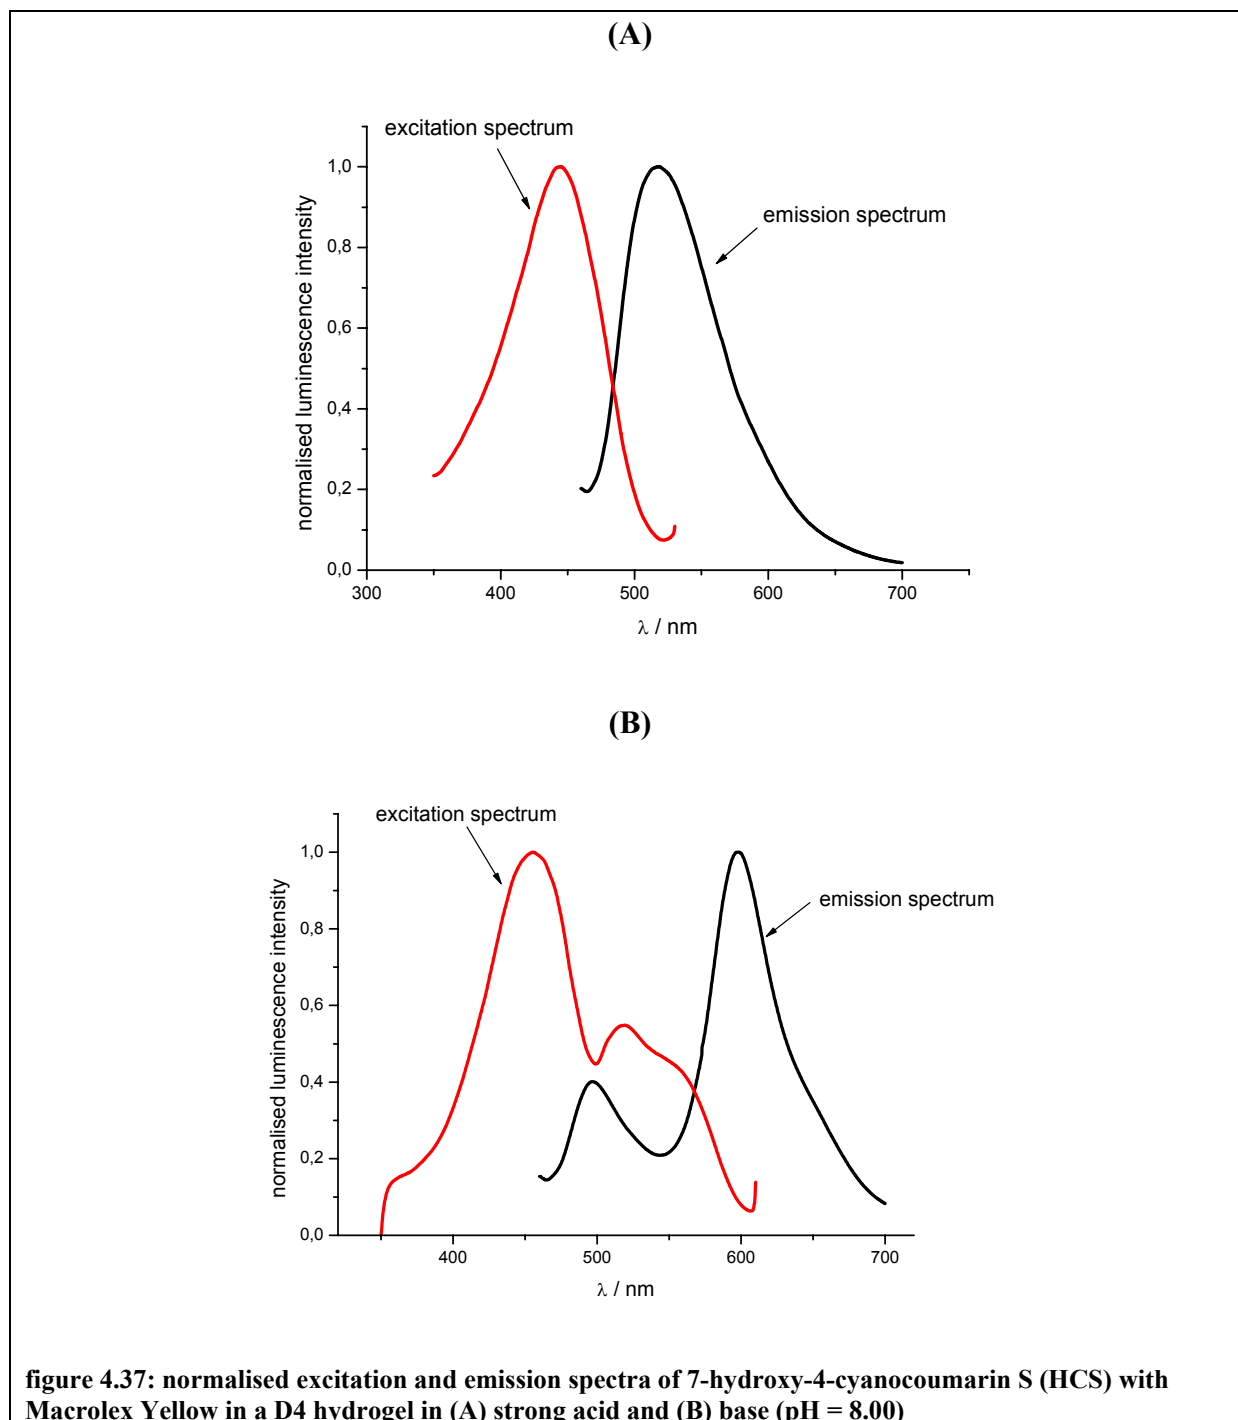 (A)
excitation spectrum
emission spectrum
normalised luminescence intensity
1,0
0,8
0,6
0,4
0,2
0,0
300 400 500 600 700
λ / nm
(B)
excitation spectrum
emission spectrum
normalised luminescence intensity
1,0
0,8
0,6
0,4
0,2
0,0
400 500 600 700
λ / nm
figure 4.37: normalised excitation and emission spectra of 7-hydroxy-4-cyanocoumarin S (HCS) with
Macrolex Yellow in a D4 hydrogel in (A) strong acid and (B) base (pH = 8.00)